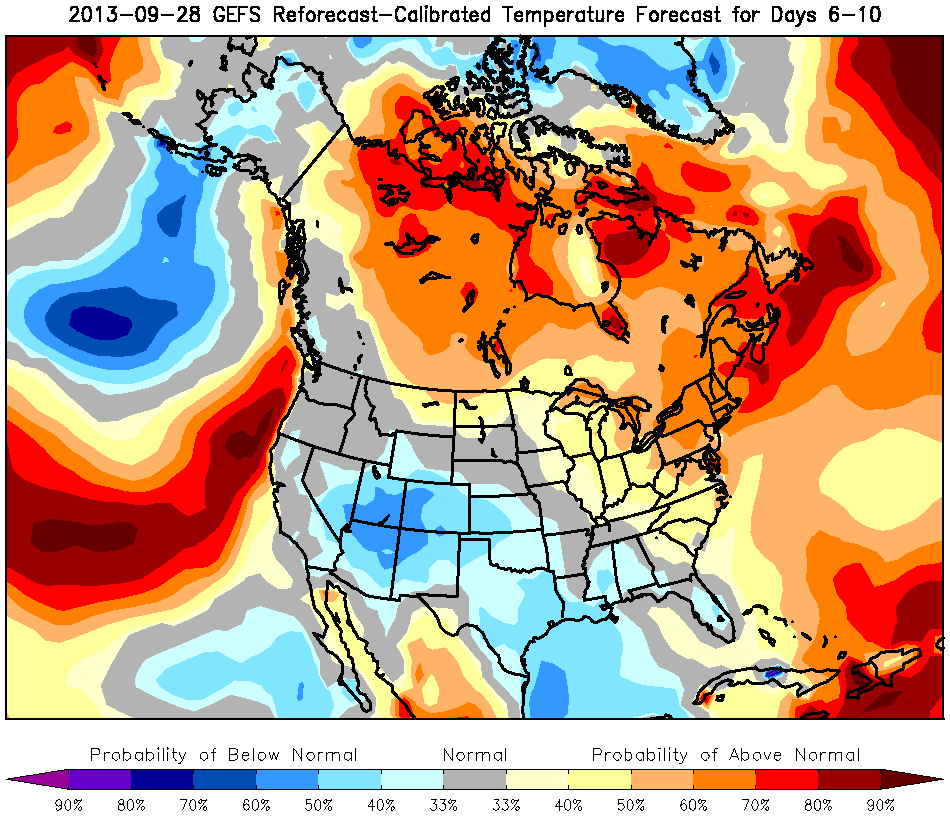 2013-09-28 GEFS Reforecast-Calibrated Temperature Forecast for Days 6-10
Probability of Below Normal Normal Probability of Above Normal
90% 80% 70% 60% 50% 40% 33% 33% 40% 50% 60% 70% 80% 90%